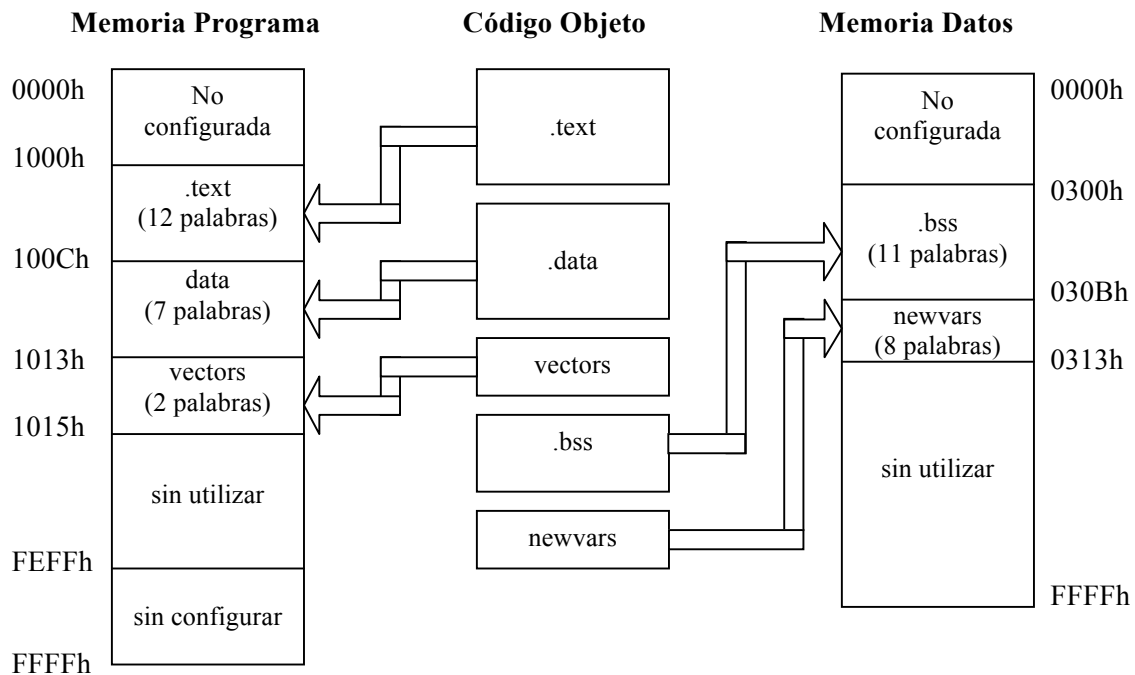 Memoria Programa
Código Objeto
Memoria Datos
0000h
No
configurada
1000h
.text
(12 palabras)
100Ch
data
(7 palabras)
1013h
vectors
(2 palabras)
1015h
sin utilizar
FEFFh
sin configurar
FFFFh
.text
.data
vectors
.bss
newvars
0000h
No
configurada
0300h
.bss
(11 palabras)
030Bh
newvars
(8 palabras)
0313h
sin utilizar
FFFFh